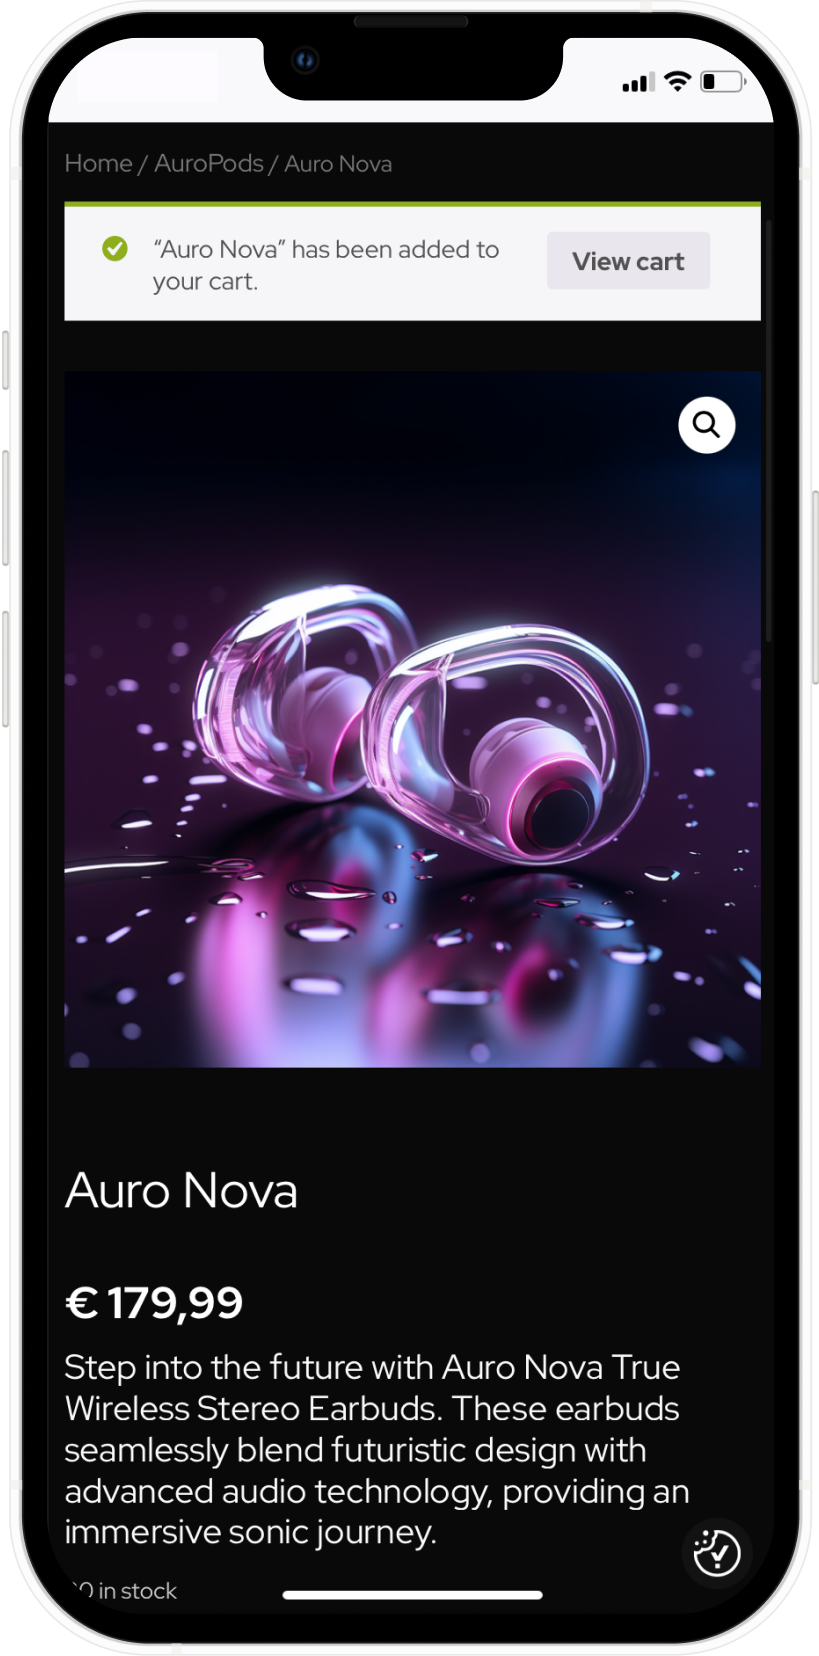 Home / AuroPods / Auro Nova
“Auro Nova” has been added to
your cart.
View cart
Auro Nova
€ 179,99
Step into the future with Auro Nova True
Wireless Stereo Earbuds. These earbuds
seamlessly blend futuristic design with
advanced audio technology, providing an
immersive sonic journey.
in stock